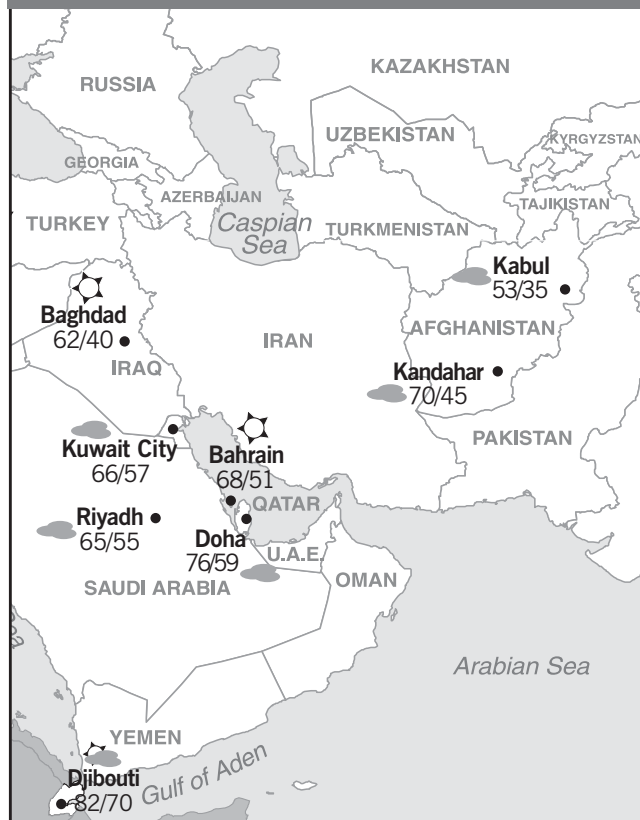 KAZAKHSTAN
RUSSIA
UZBEKISTAN
KYRGYZSTAN
GEORGIA
AZERBAIJAN
TAJIKISTAN
TURKEY
Caspian
Sea
TURKMENISTAN
Kabul
53/35
Baghdad
62/40
IRAN
AFGHANISTAN
IRAQ
Kandahar
70/45
Kuwait City
66/57
Bahrain
68/51
PAKISTAN
QATAR
Riyadh
65/55
Doha
76/59
U.A.E.
SAUDI ARABIA
OMAN
Arabian Sea
YEMEN
Gulf of Aden
Djibouti
82/70